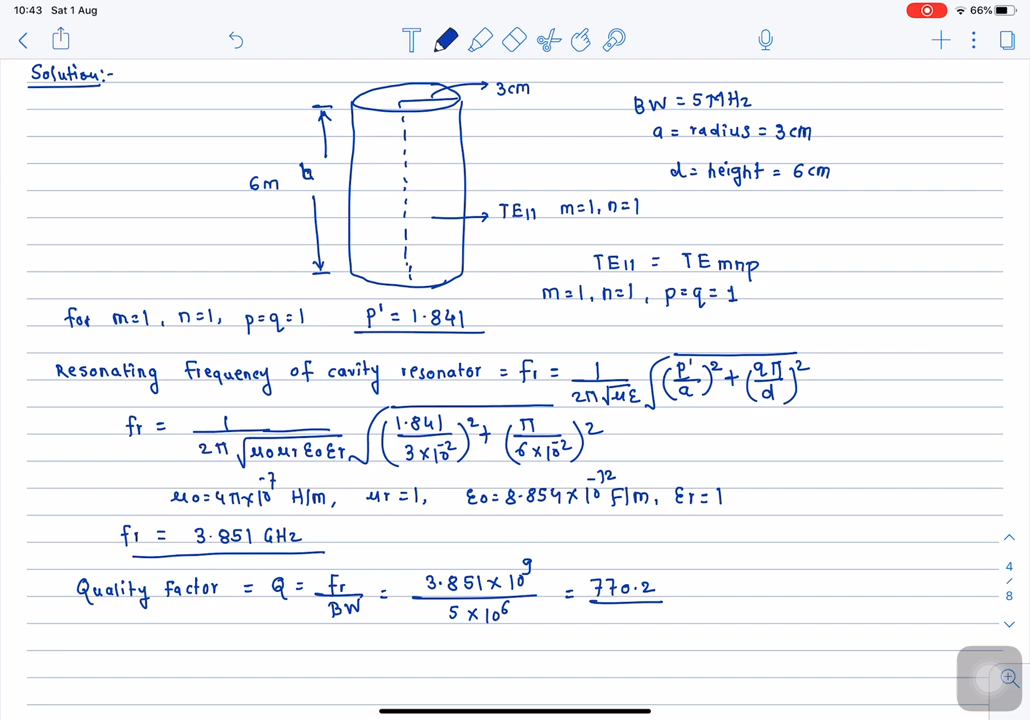 10:43 Sat 1 Aug 66%
T
Solution:-
3cm
BW = 5MHz
a = radius = 3cm
6m
d = height = 6cm
TE11 m=1, n=1
TE11 = TEmnp
m=1, n=1, p=q=1
for m=1, n=1, p=q=1 p' = 1.841
Resonating frequency of cavity resonator = fr = 1/2π√με √(p'/a)² + (qπ/d)²
fr = 1/2π√μ0μrε0εr √(1.841/3×10⁻²)² + (π/6×10⁻²)²
μ0=4π×10⁻⁷ H/m, μr=1, ε0=8.854×10⁻¹² F/m, εr=1
fr = 3.851 GHz
Quality factor = Q = fr/BW = 3.851×10⁹/5×10⁶ = 770.2
4/8